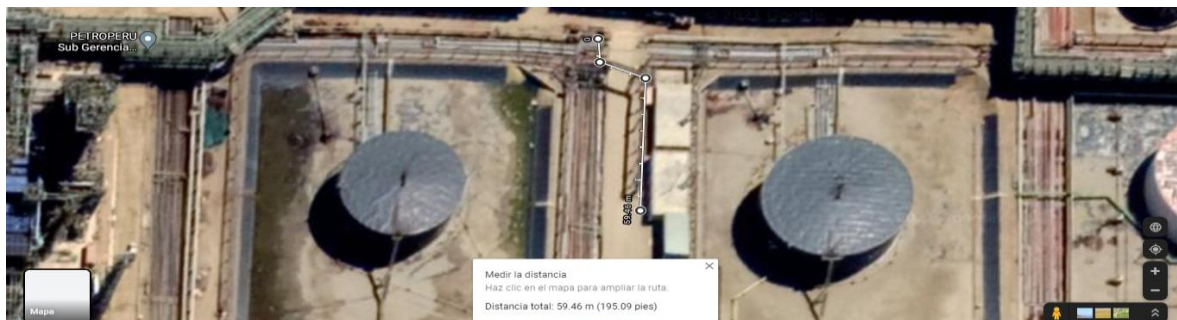 PETROPERU
Sub Gerencia...
0
59.46 m
Medir la distancia
Haz clic en el mapa para ampliar la ruta.
Distancia total: 59.46 m (195.09 pies)
Mapa